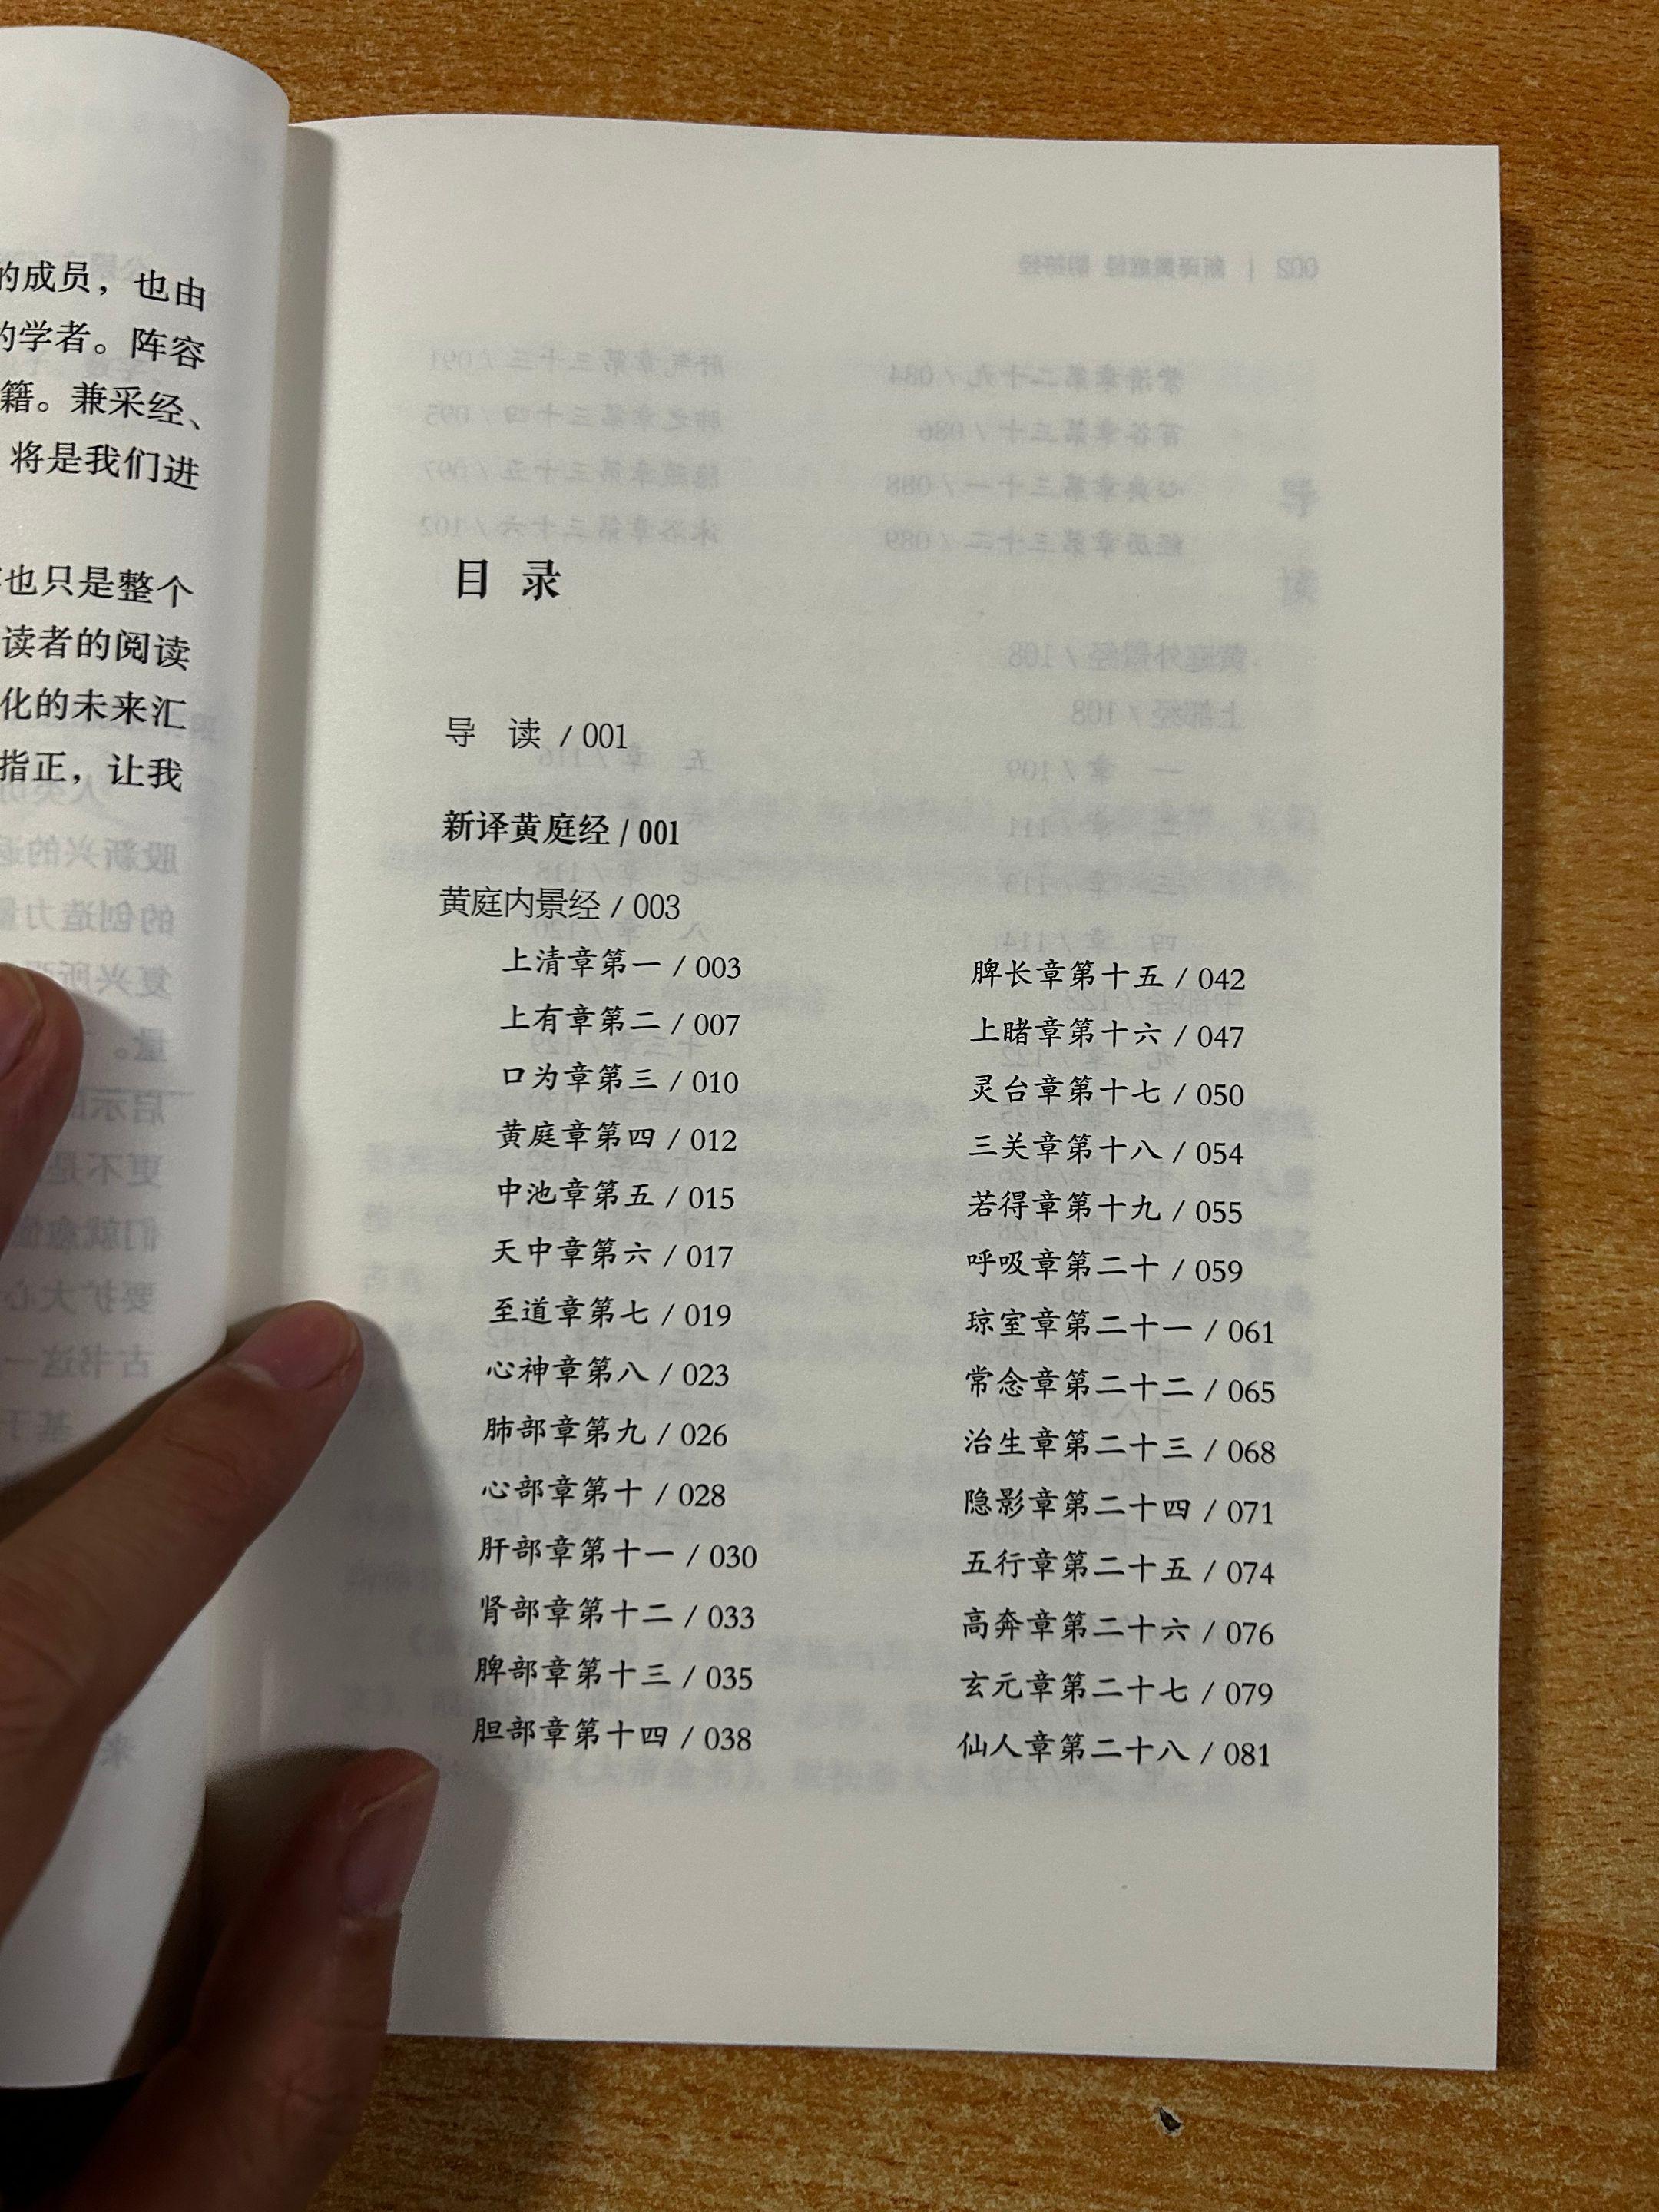 的成员，也由
的学者。阵容
籍。兼采经、
将是我们进
也只是整个
读者的阅读
化的未来汇
指正，让我
目 录
导 读 / 001
新译黄庭经 / 001
黄庭内景经 / 003
上清章第一 / 003
上有章第二 / 007
口为章第三 / 010
黄庭章第四 / 012
中池章第五 / 015
天中章第六 / 017
至道章第七 / 019
心神章第八 / 023
肺部章第九 / 026
心部章第十 / 028
肝部章第十一 / 030
肾部章第十二 / 033
脾部章第十三 / 035
胆部章第十四 / 038
脾长章第十五 / 042
上睹章第十六 / 047
灵台章第十七 / 050
三关章第十八 / 054
若得章第十九 / 055
呼吸章第二十 / 059
琼室章第二十一 / 061
常念章第二十二 / 065
治生章第二十三 / 068
隐影章第二十四 / 071
五行章第二十五 / 074
高奔章第二十六 / 076
玄元章第二十七 / 079
仙人章第二十八 / 081